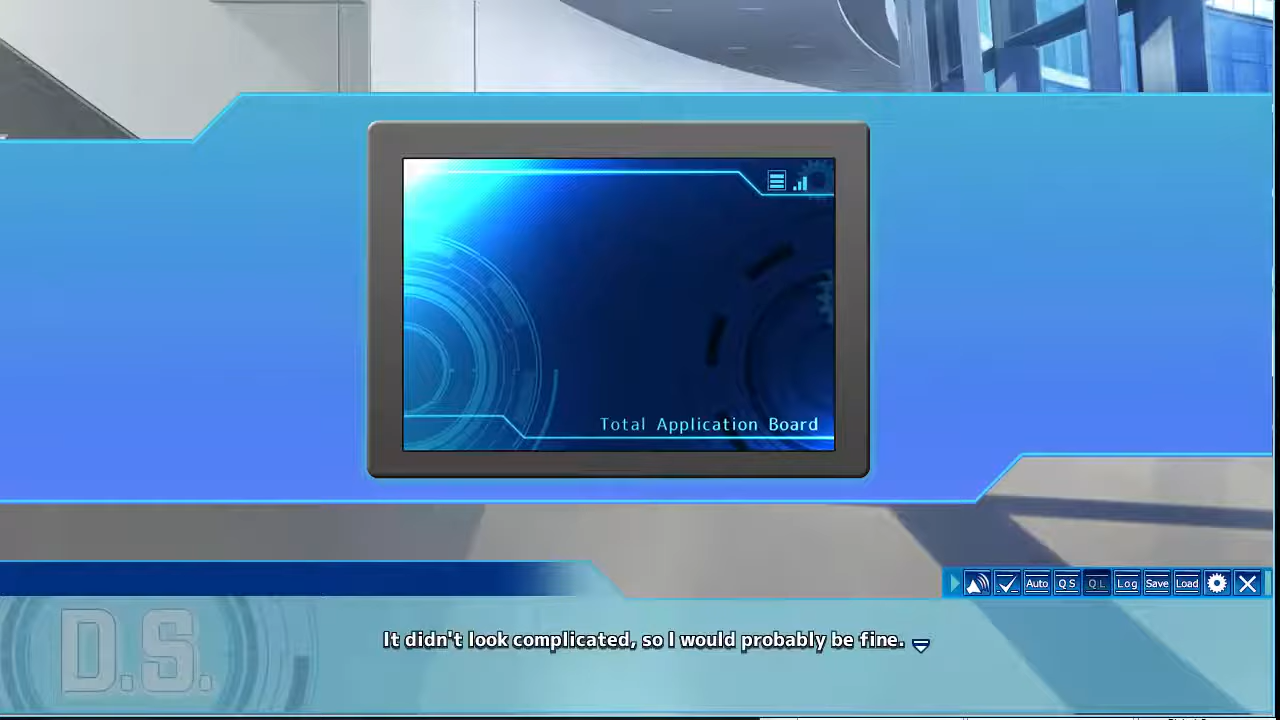 Total Application Board
Auto QS QL Log Save Load
It didn't look complicated, so I would probably be fine.
D.S.